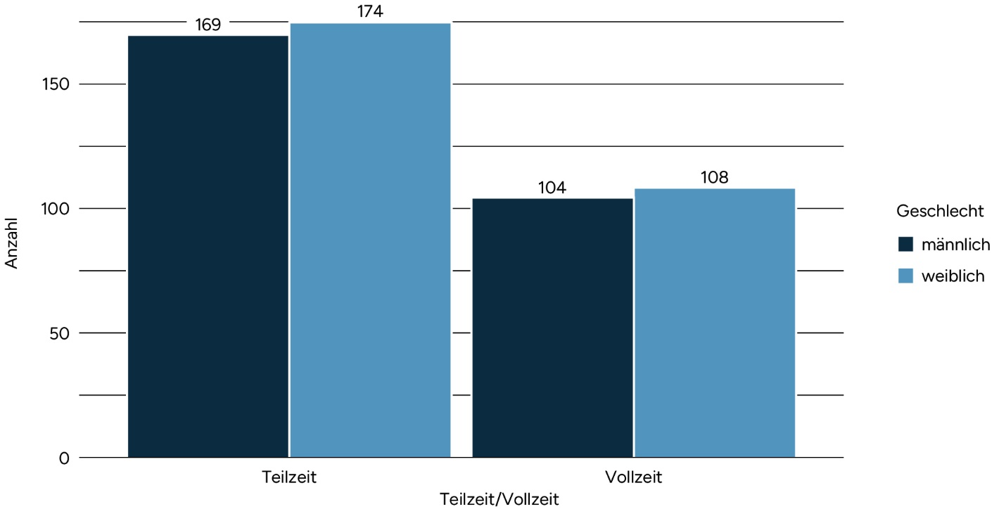 169
174
150
104
108
100
50
0
Anzahl
Teilzeit
Vollzeit
Teilzeit/Vollzeit
Geschlecht
männlich
weiblich